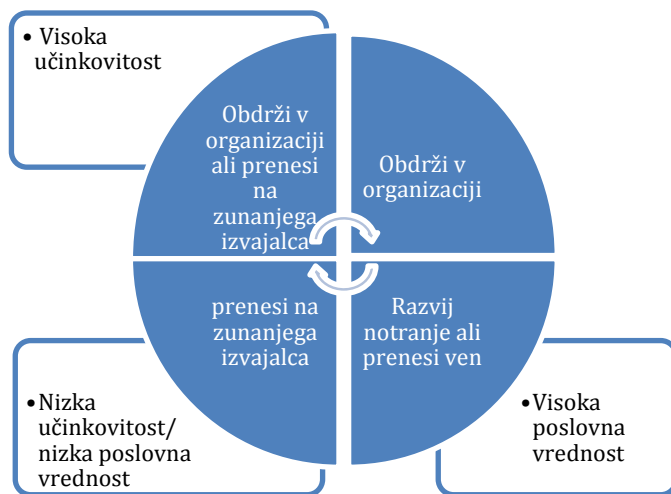 • Visoka
učinkovitost
Obdrži v
organizaciji
ali prenesi
na
zunanjega
izvajalca
Obdrži v
organizaciji
prenesi na
zunanjega
izvajalca
Razvij
notranje ali
prenesi ven
• Nizka
učinkovitost/
nizka poslovna
vrednost
• Visoka
poslovna
vrednost